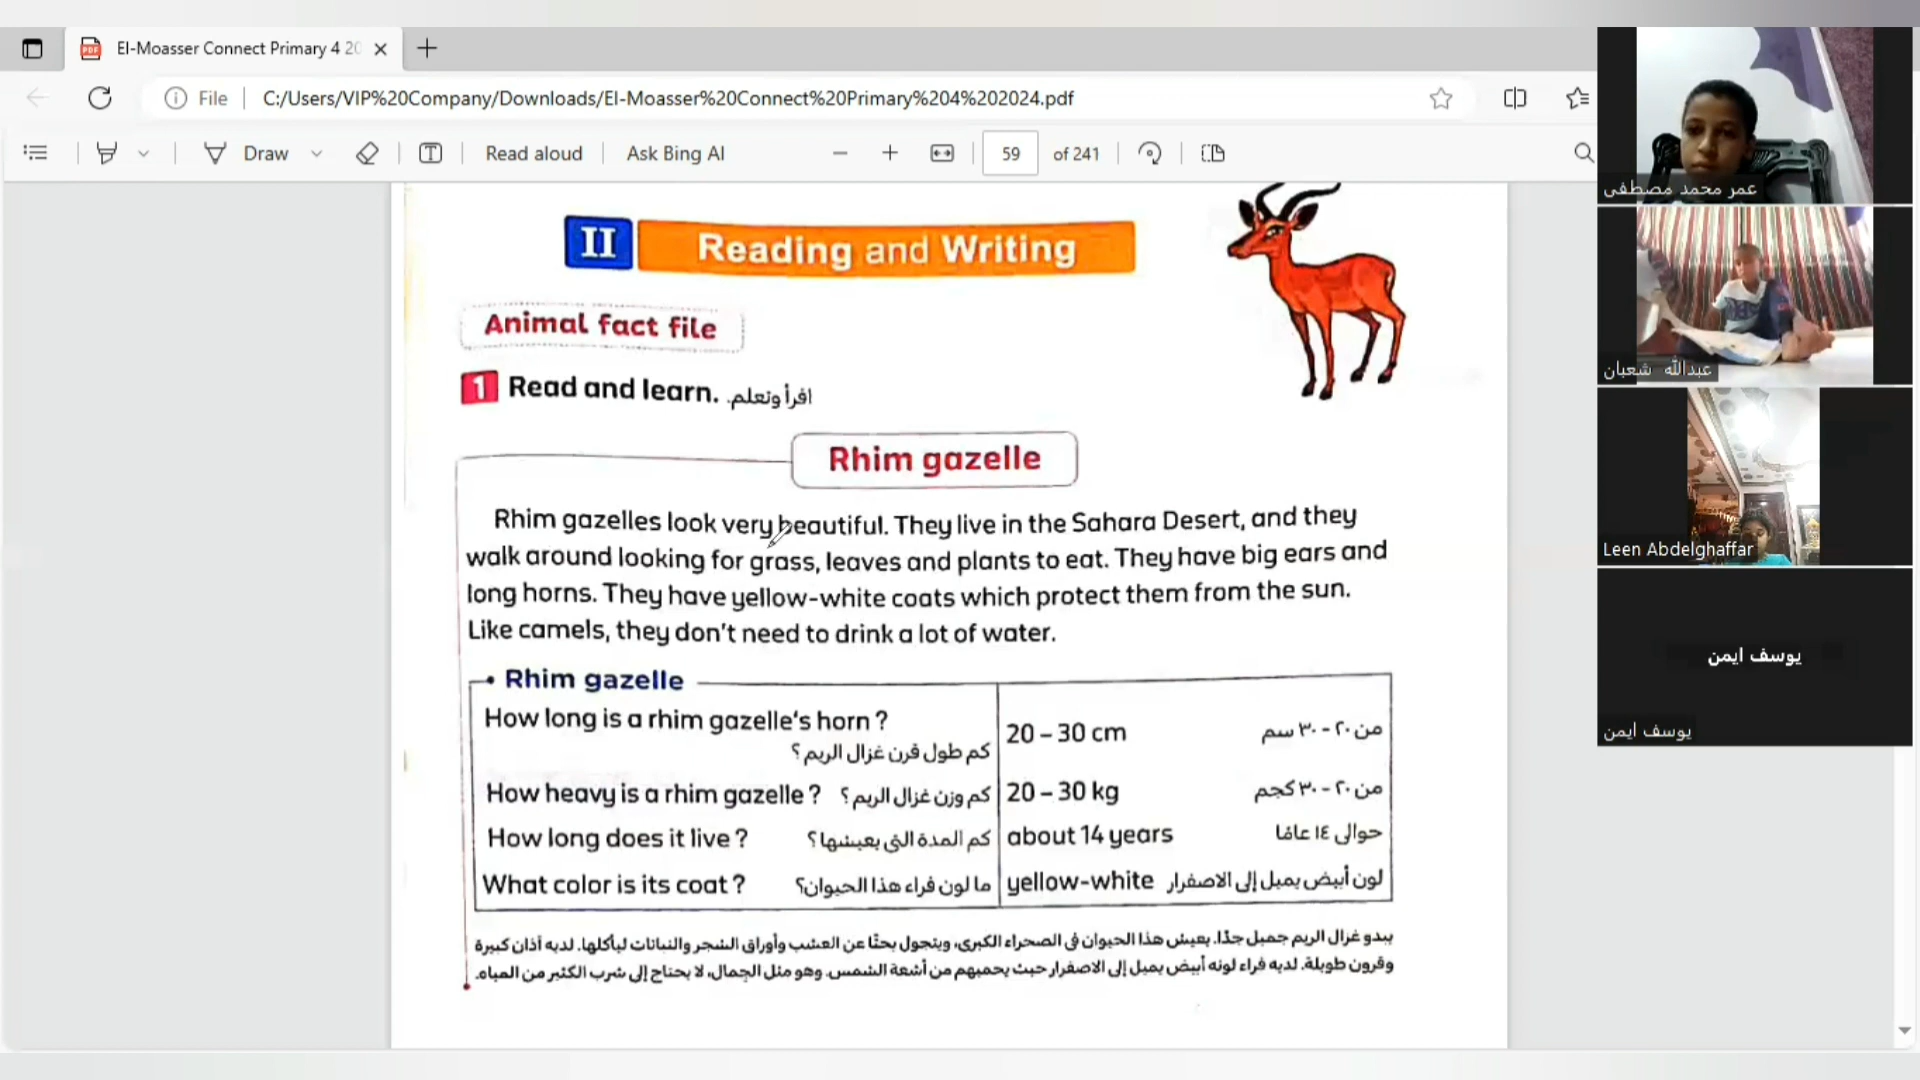 El-Moasser Connect Primary 4 20
File
C:/Users/VIP%20Company/Downloads/El-Moasser%20Connect%20Primary%204%202024.pdf
Draw
Read aloud
Ask Bing AI
59
of 241
II
Reading and Writing
Animal fact file
1 Read and learn. اقرأ وتعلم.
Rhim gazelle
Rhim gazelles look very beautiful. They live in the Sahara Desert, and they
walk around looking for grass, leaves and plants to eat. They have big ears and
long horns. They have yellow-white coats which protect them from the sun.
Like camels, they don't need to drink a lot of water.
• Rhim gazelle
How long is a rhim gazelle's horn ?
كم طول قرن غزال الريم ؟
20 – 30 cm
من ٢٠ - ٣٠ سم
How heavy is a rhim gazelle ? كم وزن غزال الريم ؟
20 – 30 kg
من ٢٠ - ٣٠ كجم
How long does it live ? كم المدة التى يعيشها ؟
about 14 years
حوالى ١٤ عامًا
What color is its coat ? ما لون فراء هذا الحيوان؟
yellow-white
لون أبيض يميل إلى الاصفرار
يبدو غزال الريم جميل جدًا. يعيش هذا الحيوان فى الصحراء الكبرى، ويتجول بحثًا عن العشب وأوراق الشجر والنباتات ليأكلها. لديه آذان كبيرة
وقرون طويلة. لديه فراء لونه أبيض يميل إلى الاصفرار حيث يحميهم من أشعة الشمس. وهو مثل الجمال، لا يحتاج إلى شرب الكثير من المياه.
عمر محمد مصطفى
عبدالله شعبان
Leen Abdelghaffar
يوسف ايمن
يوسف ايمن